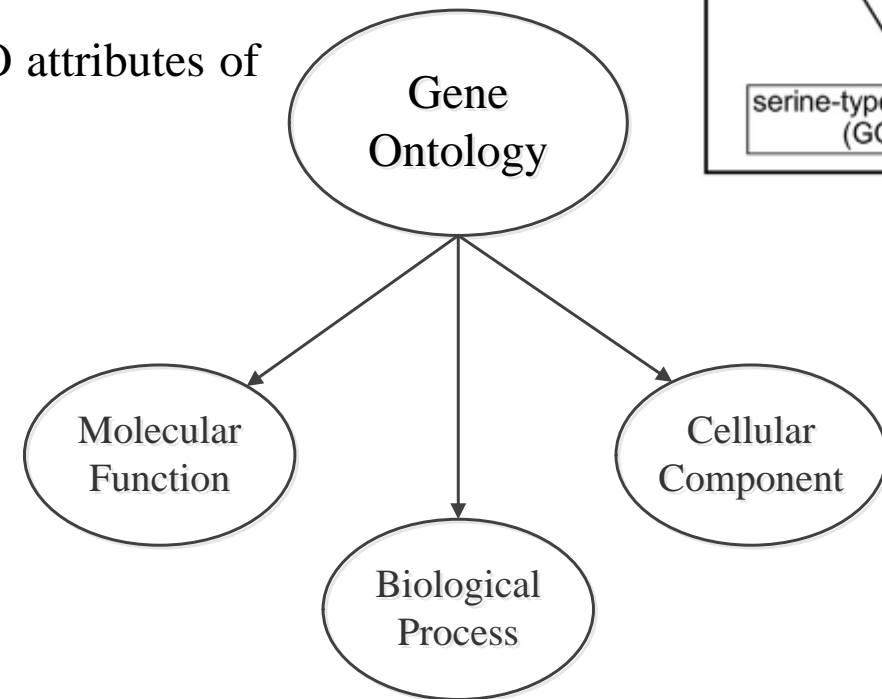 attributes of
Gene
Ontology
serine-type
(GO
Molecular
Function
Cellular
Component
Biological
Process